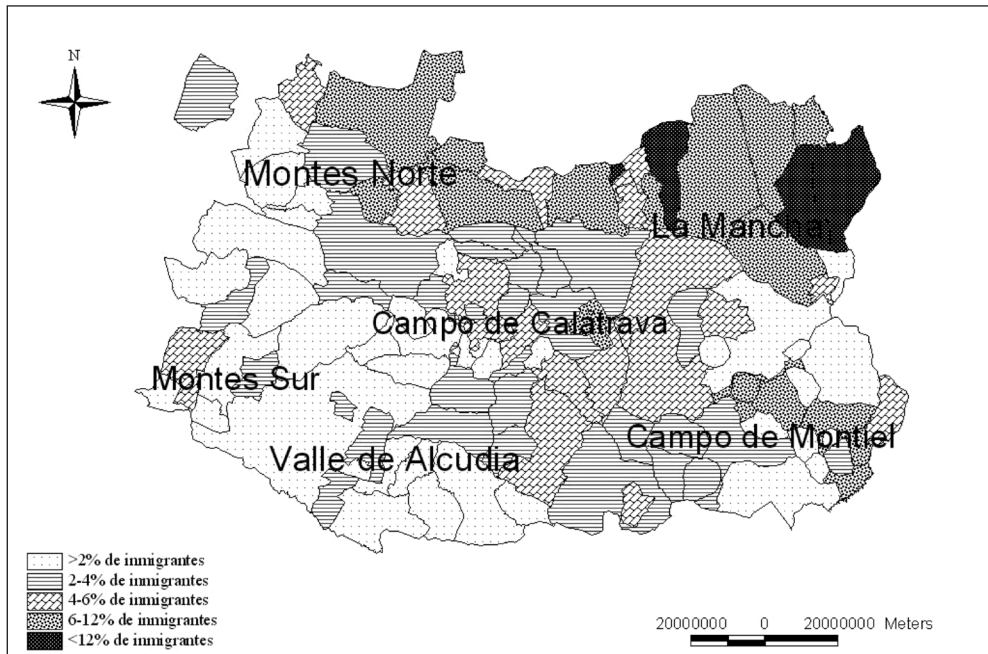 N
Montes Norte
La Mancha
Campo de Calatrava
Montes Sur
Campo de Montiel
Valle de Alcudia
>2% de inmigrantes
2-4% de inmigrantes
4-6% de inmigrantes
6-12% de inmigrantes
<12% de inmigrantes
20000000 0 20000000 Meters